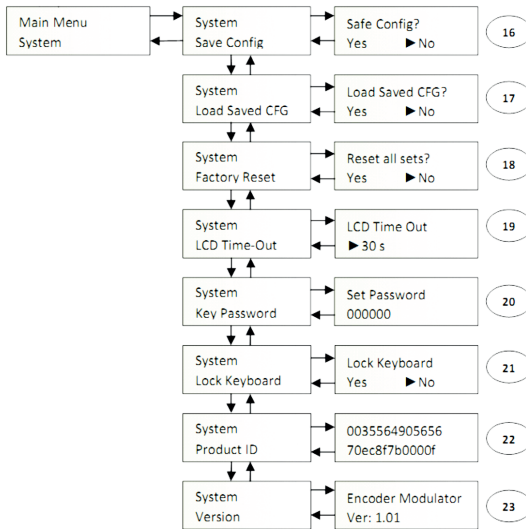 Main Menu
System
System
Save Config
Safe Config?
Yes ►No
16
System
Load Saved CFG
Load Saved CFG?
Yes ►No
17
System
Factory Reset
Reset all sets?
Yes ►No
18
System
LCD Time-Out
LCD Time Out
►30 s
19
System
Key Password
Set Password
000000
20
System
Lock Keyboard
Lock Keyboard
Yes ►No
21
System
Product ID
0035564905656
70ec8f7b0000f
22
System
Version
Encoder Modulator
Ver: 1.01
23